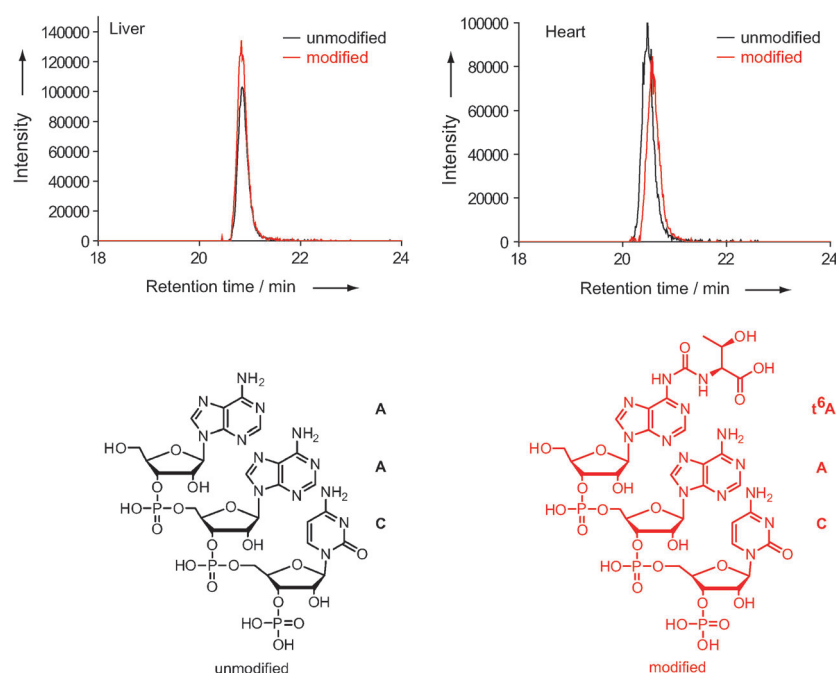 Liver
unmodified
modified
140000
120000
100000
80000
60000
40000
20000
0
Intensity
18 20 22 24
Retention time / min
Heart
unmodified
modified
100000
80000
60000
40000
20000
0
Intensity
18 20 22 24
Retention time / min
NH₂
N N
N N
A
HO O
NH₂
O OH
N N
N N
A
HO P O O
O
NH₂
O OH
N
N O
C
HO P O O
O
O OH
HO P O
OH
unmodified
OH
O O
NH NH OH
O
N N
N N
t⁶A
HO O
NH₂
O OH
N N
N N
A
HO P O O
O
NH₂
O OH
N
N O
C
HO P O O
O
O OH
HO P O
OH
modified